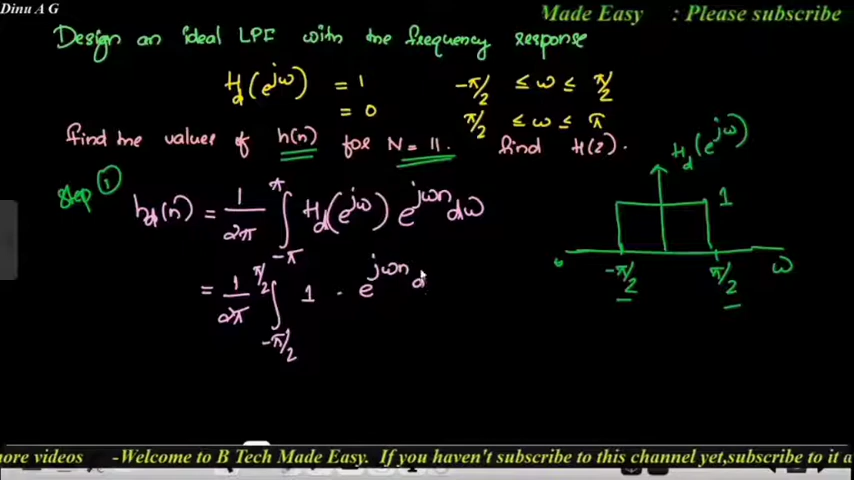 Dinu A G
Made Easy : Please subscribe
Design an ideal LPF with the frequency response
H_d(e^{jω}) = 1 -π/2 ≤ ω ≤ π/2
= 0 π/2 ≤ ω ≤ π
find the values of h(n) for N = 11. find H(z).
Step ①
h_d(n) = 1/2π ∫_{-π}^{π} H_d(e^{jω}) e^{jωn} dω
= 1/2π ∫_{-π/2}^{π/2} 1 · e^{jωn} d
H_d(e^{jω})
1
-π/2 π/2 ω
ore videos -Welcome to B Tech Made Easy. If you haven't subscribe to this channel yet,subscribe to it a